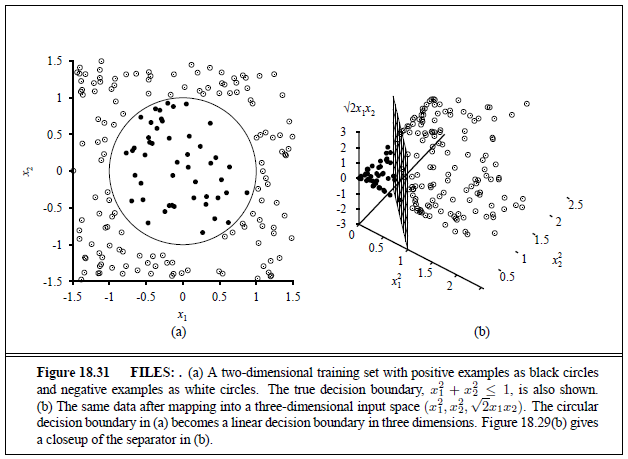 1.5
1
0.5
0
-0.5
-1
-1.5
x₂
-1.5 -1 -0.5 0 0.5 1 1.5
x₁
(a)
√2x₁x₂
3
2
1
0
-1
-2
-3
0
0.5
1
1.5
2
x₁²
0.5
1
1.5
2
2.5
x₂²
(b)
Figure 18.31 FILES: . (a) A two-dimensional training set with positive examples as black circles
and negative examples as white circles. The true decision boundary, x₁² + x₂² ≤ 1, is also shown.
(b) The same data after mapping into a three-dimensional input space (x₁², x₂², √2x₁x₂). The circular
decision boundary in (a) becomes a linear decision boundary in three dimensions. Figure 18.29(b) gives
a closeup of the separator in (b).